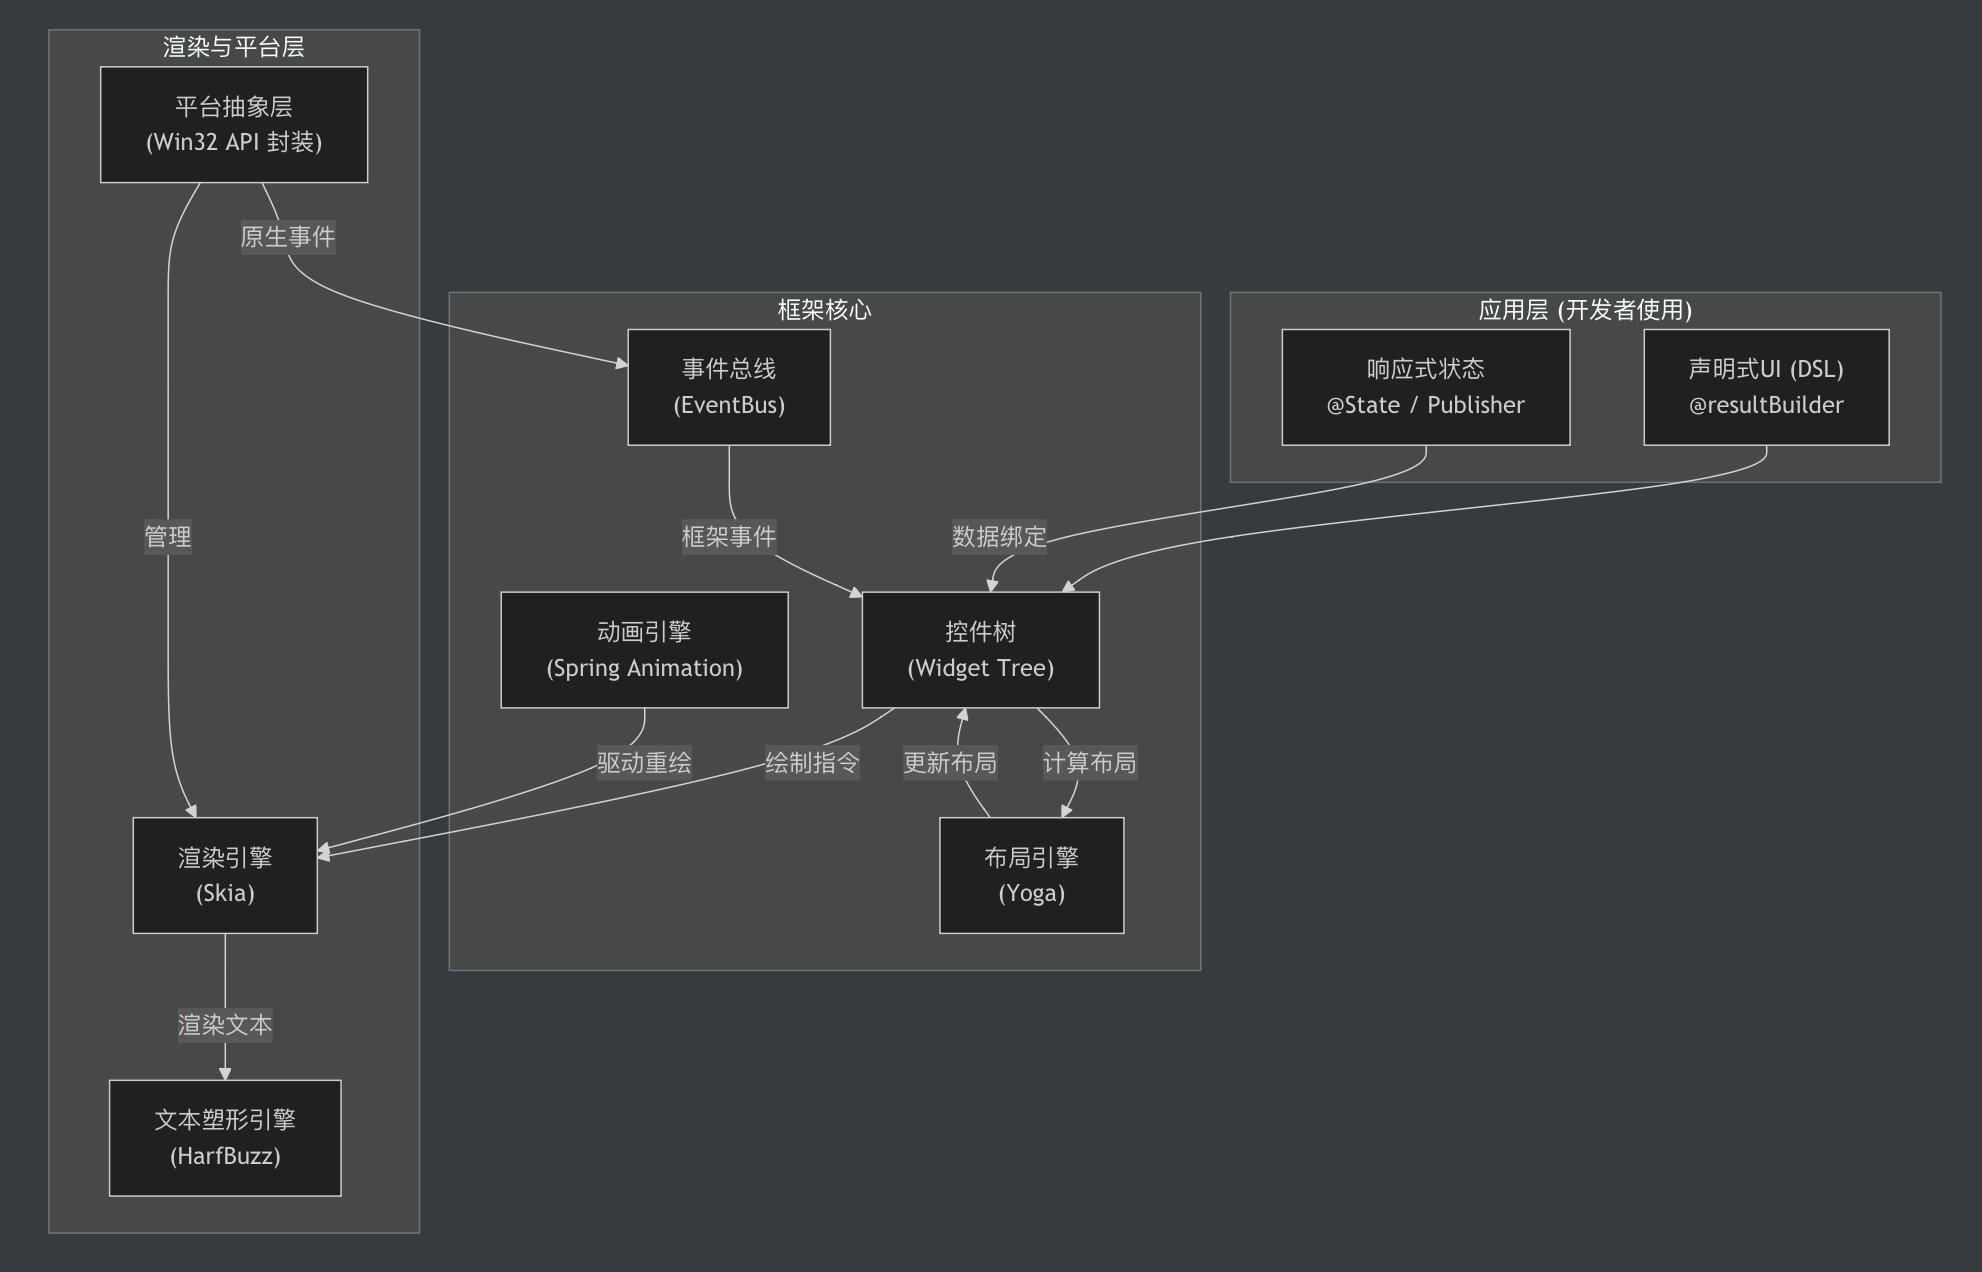 渲染与平台层
平台抽象层
(Win32 API 封装)
原生事件
管理
框架核心
事件总线
(EventBus)
应用层 (开发者使用)
响应式状态
@State / Publisher
声明式UI (DSL)
@resultBuilder
框架事件
数据绑定
动画引擎
(Spring Animation)
控件树
(Widget Tree)
驱动重绘
绘制指令
更新布局
计算布局
渲染引擎
(Skia)
布局引擎
(Yoga)
渲染文本
文本塑形引擎
(HarfBuzz)